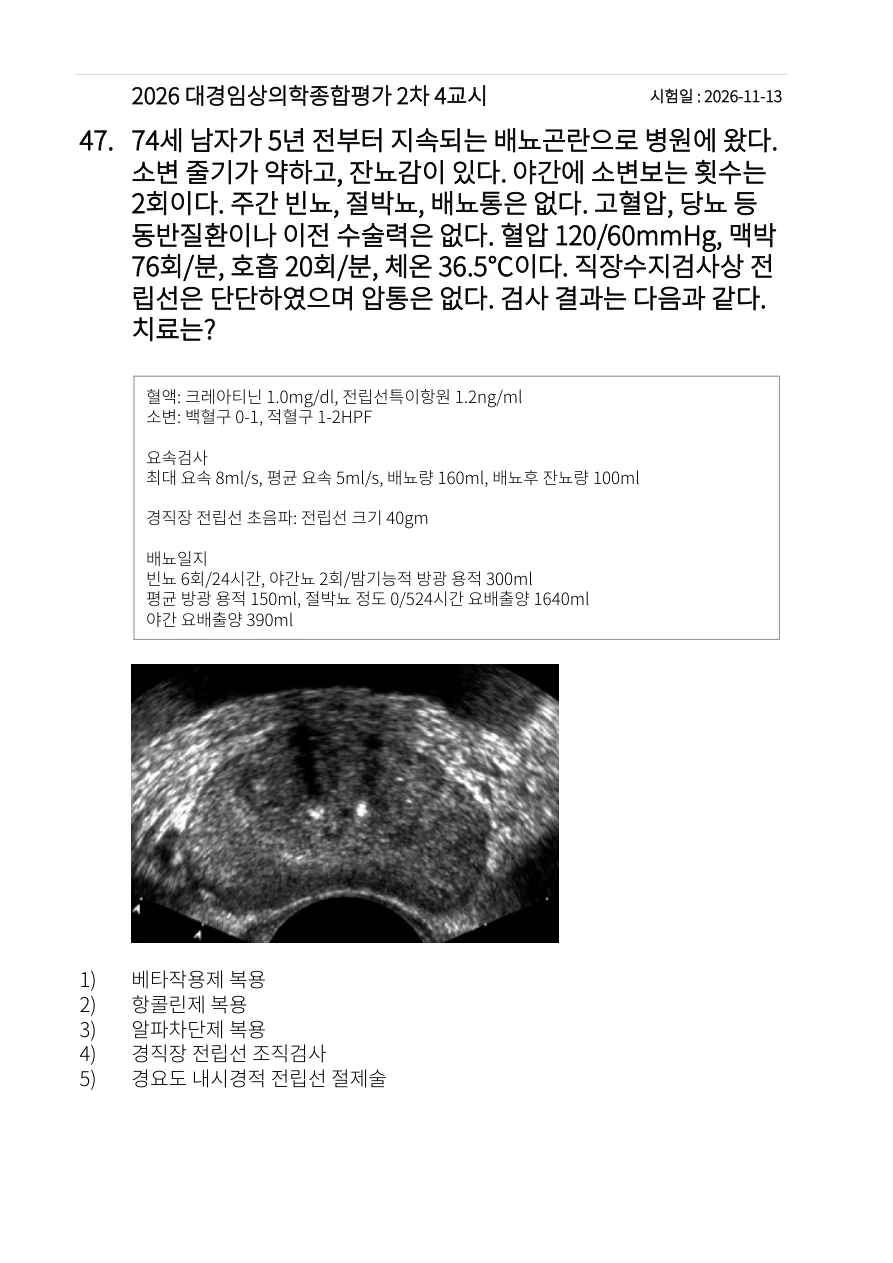 2026 대경임상의학종합평가 2차 4교시
시험일 : 2026-11-13
47. 74세 남자가 5년 전부터 지속되는 배뇨곤란으로 병원에 왔다.
소변 줄기가 약하고, 잔뇨감이 있다. 야간에 소변보는 횟수는
2회이다. 주간 빈뇨, 절박뇨, 배뇨통은 없다. 고혈압, 당뇨 등
동반질환이나 이전 수술력은 없다. 혈압 120/60mmHg, 맥박
76회/분, 호흡 20회/분, 체온 36.5℃이다. 직장수지검사상 전
립선은 단단하였으며 압통은 없다. 검사 결과는 다음과 같다.
치료는?
혈액: 크레아티닌 1.0mg/dl, 전립선특이항원 1.2ng/ml
소변: 백혈구 0-1, 적혈구 1-2HPF
요속검사
최대 요속 8ml/s, 평균 요속 5ml/s, 배뇨량 160ml, 배뇨후 잔뇨량 100ml
경직장 전립선 초음파: 전립선 크기 40gm
배뇨일지
빈뇨 6회/24시간, 야간뇨 2회/밤기능적 방광 용적 300ml
평균 방광 용적 150ml, 절박뇨 정도 0/524시간 요배출양 1640ml
야간 요배출양 390ml
1) 베타작용제 복용
2) 항콜린제 복용
3) 알파차단제 복용
4) 경직장 전립선 조직검사
5) 경요도 내시경적 전립선 절제술